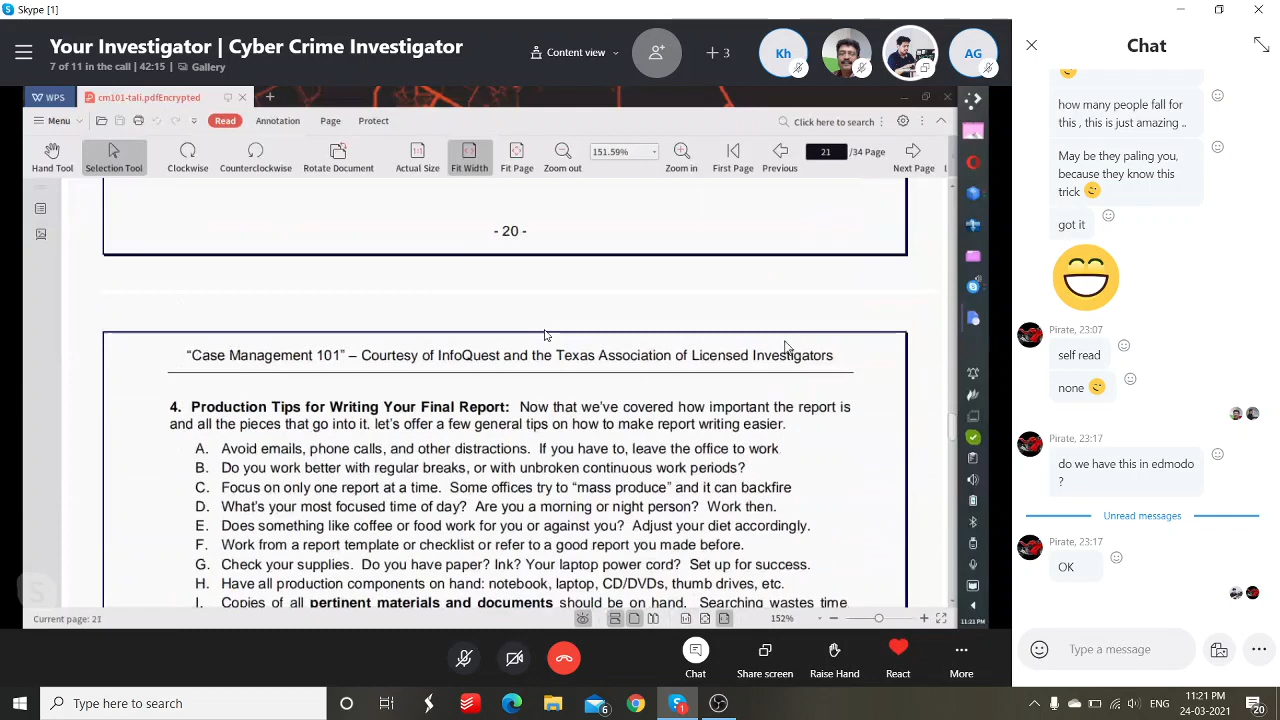 Skype [1]
Your Investigator | Cyber Crime Investigator
7 of 11 in the call | 42:15 | Gallery
Content view
+ 3
Kh
AG
Chat
WPS
cm101-tali.pdfEncrypted
Menu
Read
Annotation
Page
Protect
Click here to search
Hand Tool
Selection Tool
Clockwise
Counterclockwise
Rotate Document
Actual Size
Fit Width
Fit Page
Zoom out
151.59%
Zoom in
First Page
Previous
21
/34 Page
Next Page
L
- 20 -
“Case Management 101” – Courtesy of InfoQuest and the Texas Association of Licensed Investigators
4. Production Tips for Writing Your Final Report: Now that we’ve covered how important the report is
and all the pieces that go into it. let’s offer a few general tips on how to make report writing easier.
A. Avoid emails, phone calls, and other distractions. If you have to, leave the office to work
B. Do you work better with regular breaks, or with unbroken continuous work periods?
C. Focus on only one report at a time. Some offices try to “mass produce” and it can backfire
D. What’s your most focused time of day? Are you a morning or night person? Work then.
E. Does something like coffee or food work for you or against you? Adjust your diet accordingly.
F. Work from a report template or checklist or refer to a good report you made before.
G. Check your supplies. Do you have paper? Ink? Your laptop power cord? Set up for success.
H. Have all production components on hand: notebook, laptop, CD/DVDs, thumb drives, etc.
I. Copies of all pertinent materials and documents should be on hand. Searching wastes time
Current page: 21
152%
11:21 PM
how many people fall for
this , this is just amazing ..
May be they paling you,
because they know this
trick
got it
Pirate, 23:07
self read
none
Pirate, 23:17
do we have this in edmodo
?
Unread messages
Pirate, 23:17
OK
Type a message
Chat
Share screen
Raise Hand
React
More
Type here to search
6
1
ENG
11:21 PM
24-03-2021
20